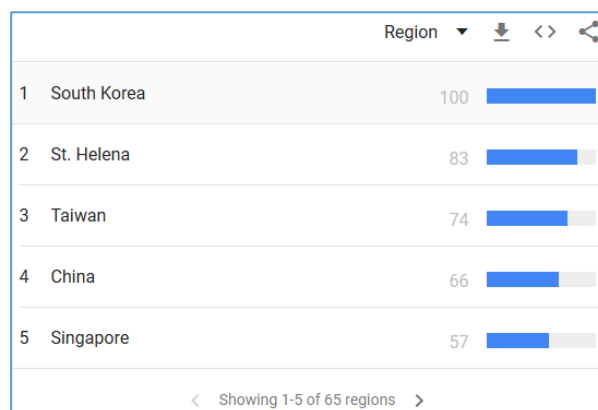 Region
1 South Korea 100
2 St. Helena 83
3 Taiwan 74
4 China 66
5 Singapore 57
Showing 1-5 of 65 regions